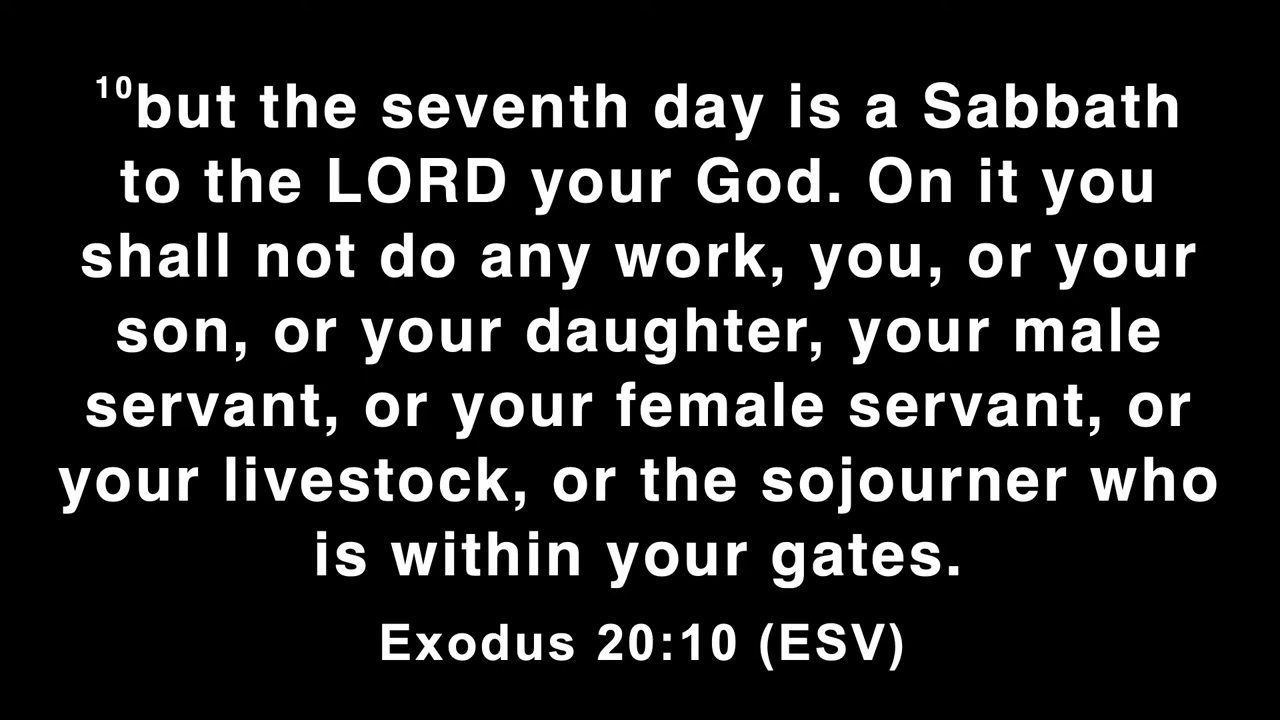 10but the seventh day is a Sabbath
to the LORD your God. On it you
shall not do any work, you, or your
son, or your daughter, your male
servant, or your female servant, or
your livestock, or the sojourner who
is within your gates.
Exodus 20:10 (ESV)